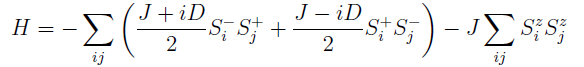 $$H = -\sum_{ij} \left( \frac{J + iD}{2} S_i^- S_j^+ + \frac{J - iD}{2} S_i^+ S_j^- \right) - J \sum_{ij} S_i^z S_j^z$$